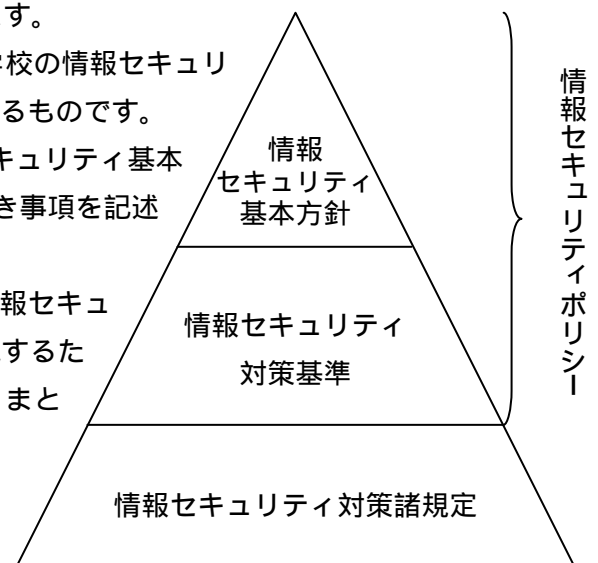 す。
学校の情報セキュリ
るものです。
キュリティ基本
き事項を記述
報セキュ
するた
まと
情報
セキュリティ
基本方針
情報セキュリティ
対策基準
情報セキュリティ対策諸規定
情報セキュリティポリシー